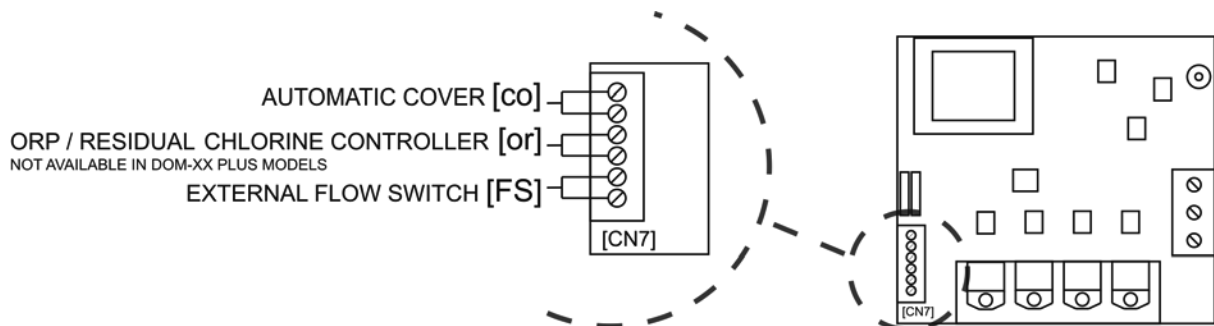 AUTOMATIC COVER [co]
ORP / RESIDUAL CHLORINE CONTROLLER [or]
NOT AVAILABLE IN DOM-XX PLUS MODELS
EXTERNAL FLOW SWITCH [FS]
[CN7]
[CN7]